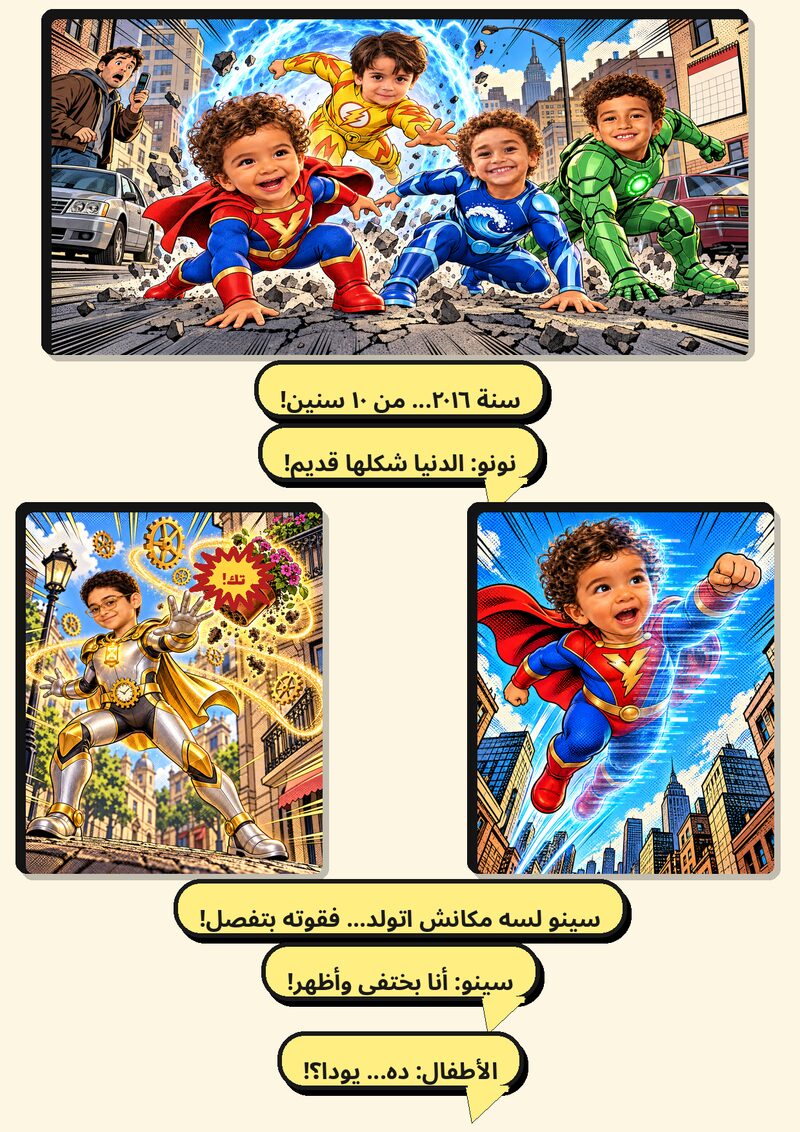 سنة ٢٠١٦... من ١٠ سنين!
نونو: الدنيا شكلها قديم!
تك!
سينو لسه مكانش اتولد... فقوته بتفصل!
سينو: أنا بختفى وأظهر!
الأطفال: ده... يودا؟!